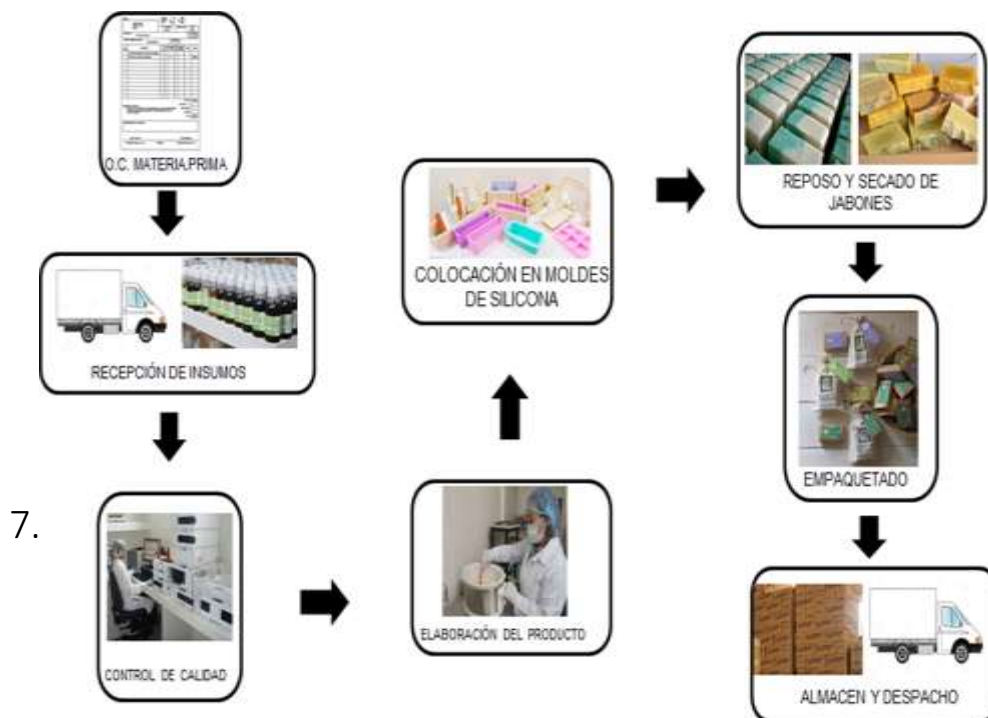 O.C. MATERIA PRIMA
RECEPCIÓN DE INSUMOS
7.
CONTROL DE CALIDAD
ELABORACIÓN DEL PRODUCTO
COLOCACIÓN EN MOLDES
DE SILICONA
REPOSO Y SECADO DE
JABONES
EMPAQUETADO
ALMACEN Y DESPACHO